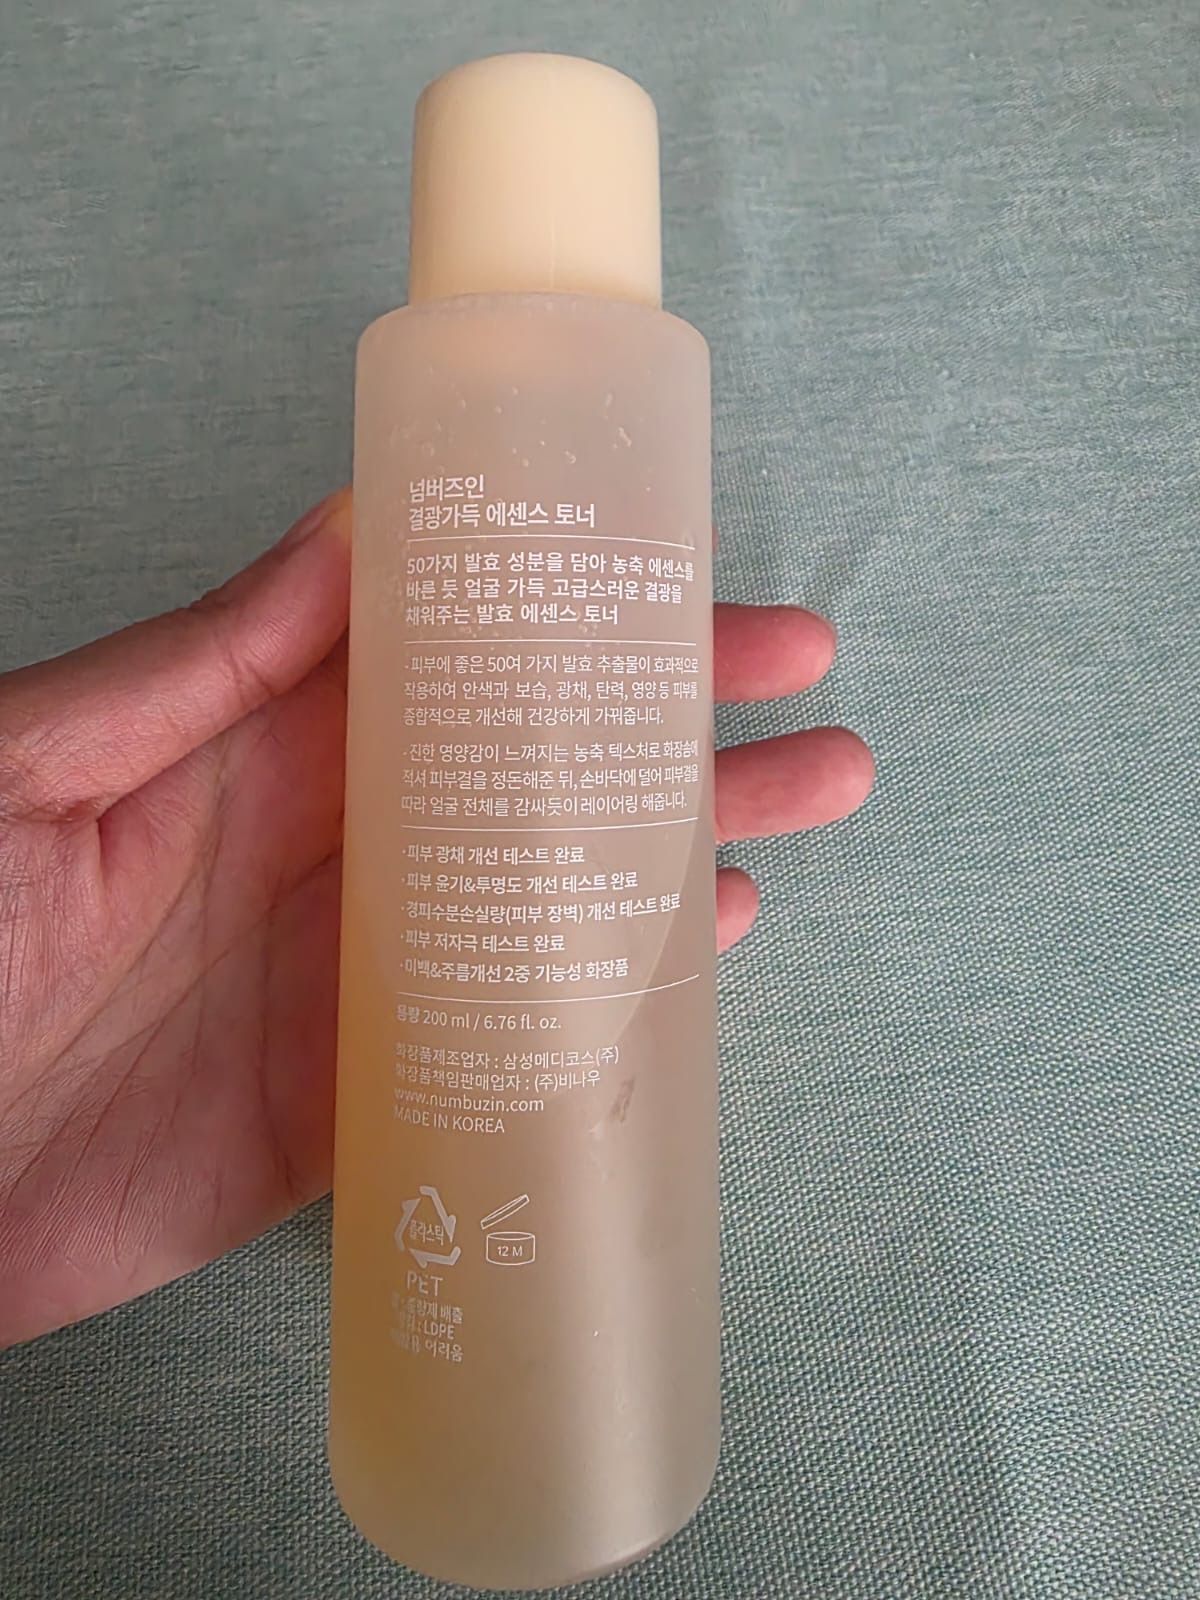 넘버즈인
결광가득 에센스 토너
50가지 발효 성분을 담아 농축 에센스를
바른 듯 얼굴 가득 고급스러운 결광을
채워주는 발효 에센스 토너
- 피부에 좋은 50여 가지 발효 추출물이 효과적으로
작용하여 안색과 보습, 광채, 탄력, 영양 등 피부를
종합적으로 개선해 건강하게 가꿔줍니다.
- 진한 영양감이 느껴지는 농축 텍스처로 화장솜에
적셔 피부결을 정돈해준 뒤, 손바닥에 덜어 피부결을
따라 얼굴 전체를 감싸듯이 레이어링 해줍니다.
·피부 광채 개선 테스트 완료
·피부 윤기&투명도 개선 테스트 완료
·경피수분손실량(피부 장벽) 개선 테스트 완료
·피부 저자극 테스트 완료
·미백&주름개선 2중 기능성 화장품
용량 200 ml / 6.76 fl. oz.
화장품제조업자 : 삼성메디코스(주)
화장품책임판매업자 : (주)비나우
www.numbuzin.com
MADE IN KOREA
플라스틱
12 M
PET
배출
: LDPE
어려움